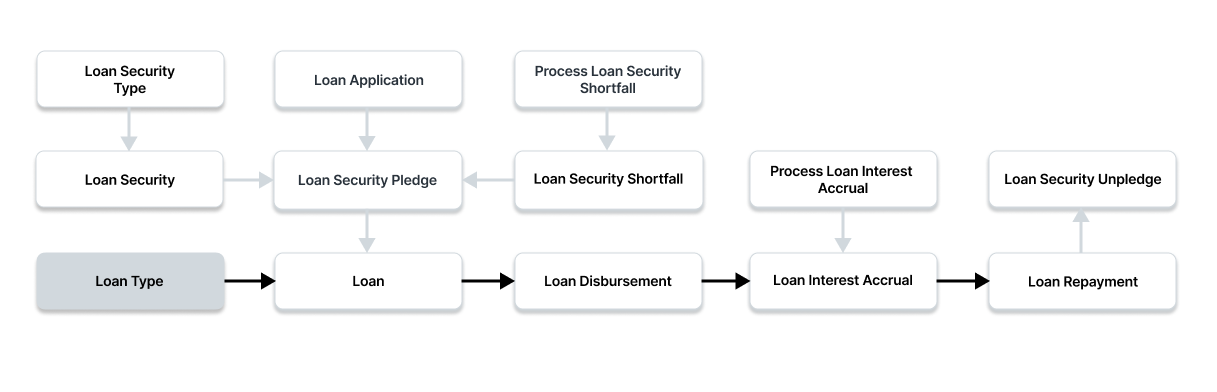 Loan Security
Type
Loan Application
Process Loan Security
Shortfall
Loan Security
Loan Security Pledge
Loan Security Shortfall
Process Loan Interest
Accrual
Loan Security Unpledge
Loan Type
Loan
Loan Disbursement
Loan Interest Accrual
Loan Repayment